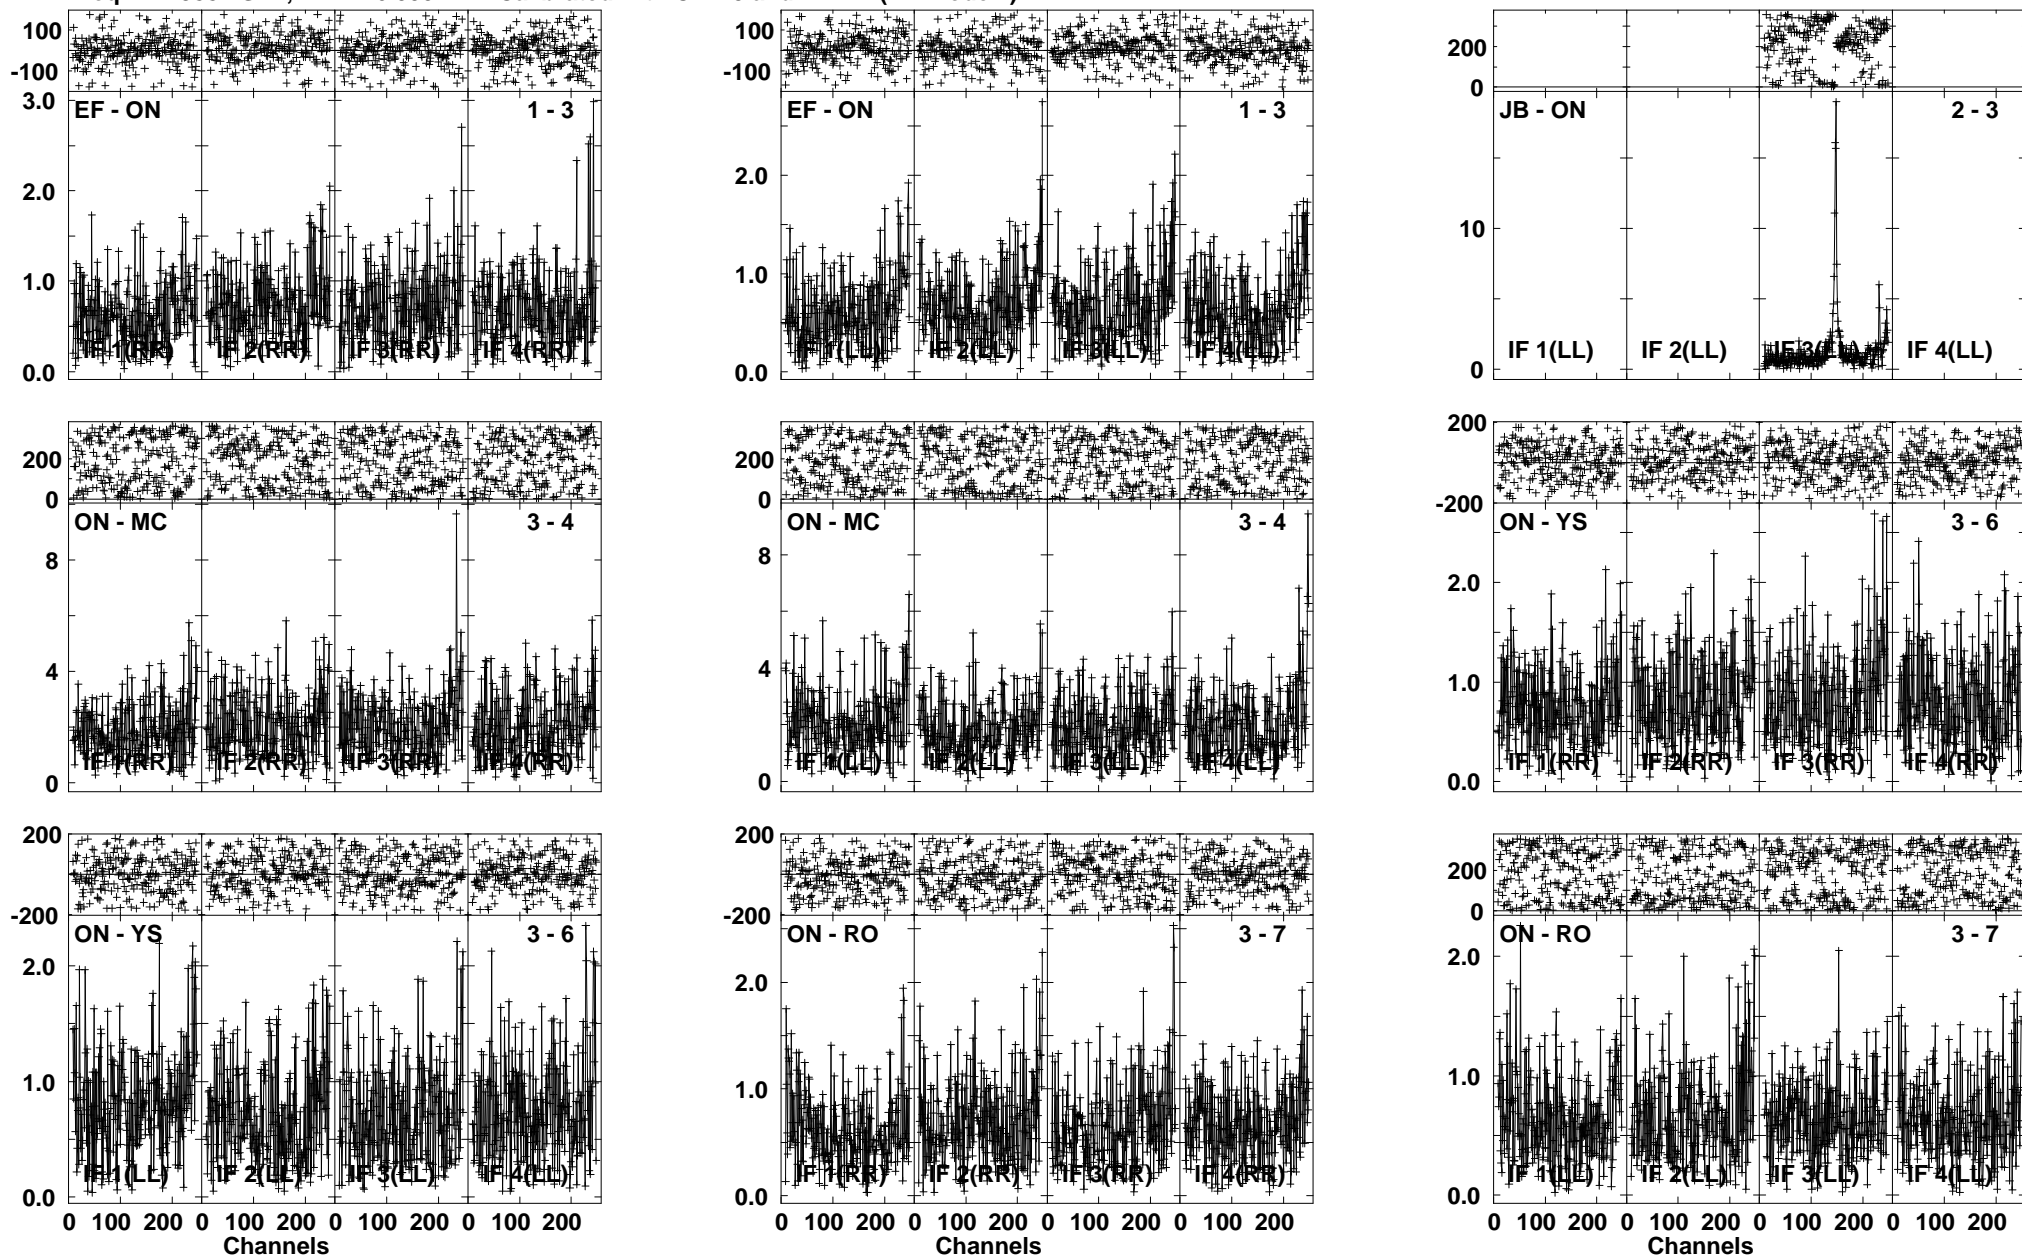 100
-100
3.0
2.0
1.0
0.0
EF - ON
1 - 3
IF 1(RR)
IF 2(RR)
IF 3(RR)
IF 4(RR)
100
-100
2.0
1.0
0.0
EF - ON
1 - 3
IF 1(LL)
IF 2(LL)
IF 3(LL)
IF 4(LL)
200
0
10
0
JB - ON
2 - 3
IF 1(LL)
IF 2(LL)
IF 3(LL)
IF 4(LL)
200
0
8
4
0
ON - MC
3 - 4
IF 1(RR)
IF 2(RR)
IF 3(RR)
IF 4(RR)
200
0
8
4
0
ON - MC
3 - 4
IF 1(LL)
IF 2(LL)
IF 3(LL)
IF 4(LL)
200
-200
2.0
1.0
0.0
ON - YS
3 - 6
IF 1(RR)
IF 2(RR)
IF 3(RR)
IF 4(RR)
200
-200
2.0
1.0
0.0
ON - YS
3 - 6
IF 1(LL)
IF 2(LL)
IF 3(LL)
IF 4(LL)
0 100 200 0 100 200 0 100 200 0 100 200
Channels
200
-200
2.0
1.0
0.0
ON - RO
3 - 7
IF 1(RR)
IF 2(RR)
IF 3(RR)
IF 4(RR)
0 100 200 0 100 200 0 100 200 0 100 200
Channels
200
0
2.0
1.0
0.0
ON - RO
3 - 7
IF 1(LL)
IF 2(LL)
IF 3(LL)
IF 4(LL)
0 100 200 0 100 200 0 100 200 0 100 200
Channels